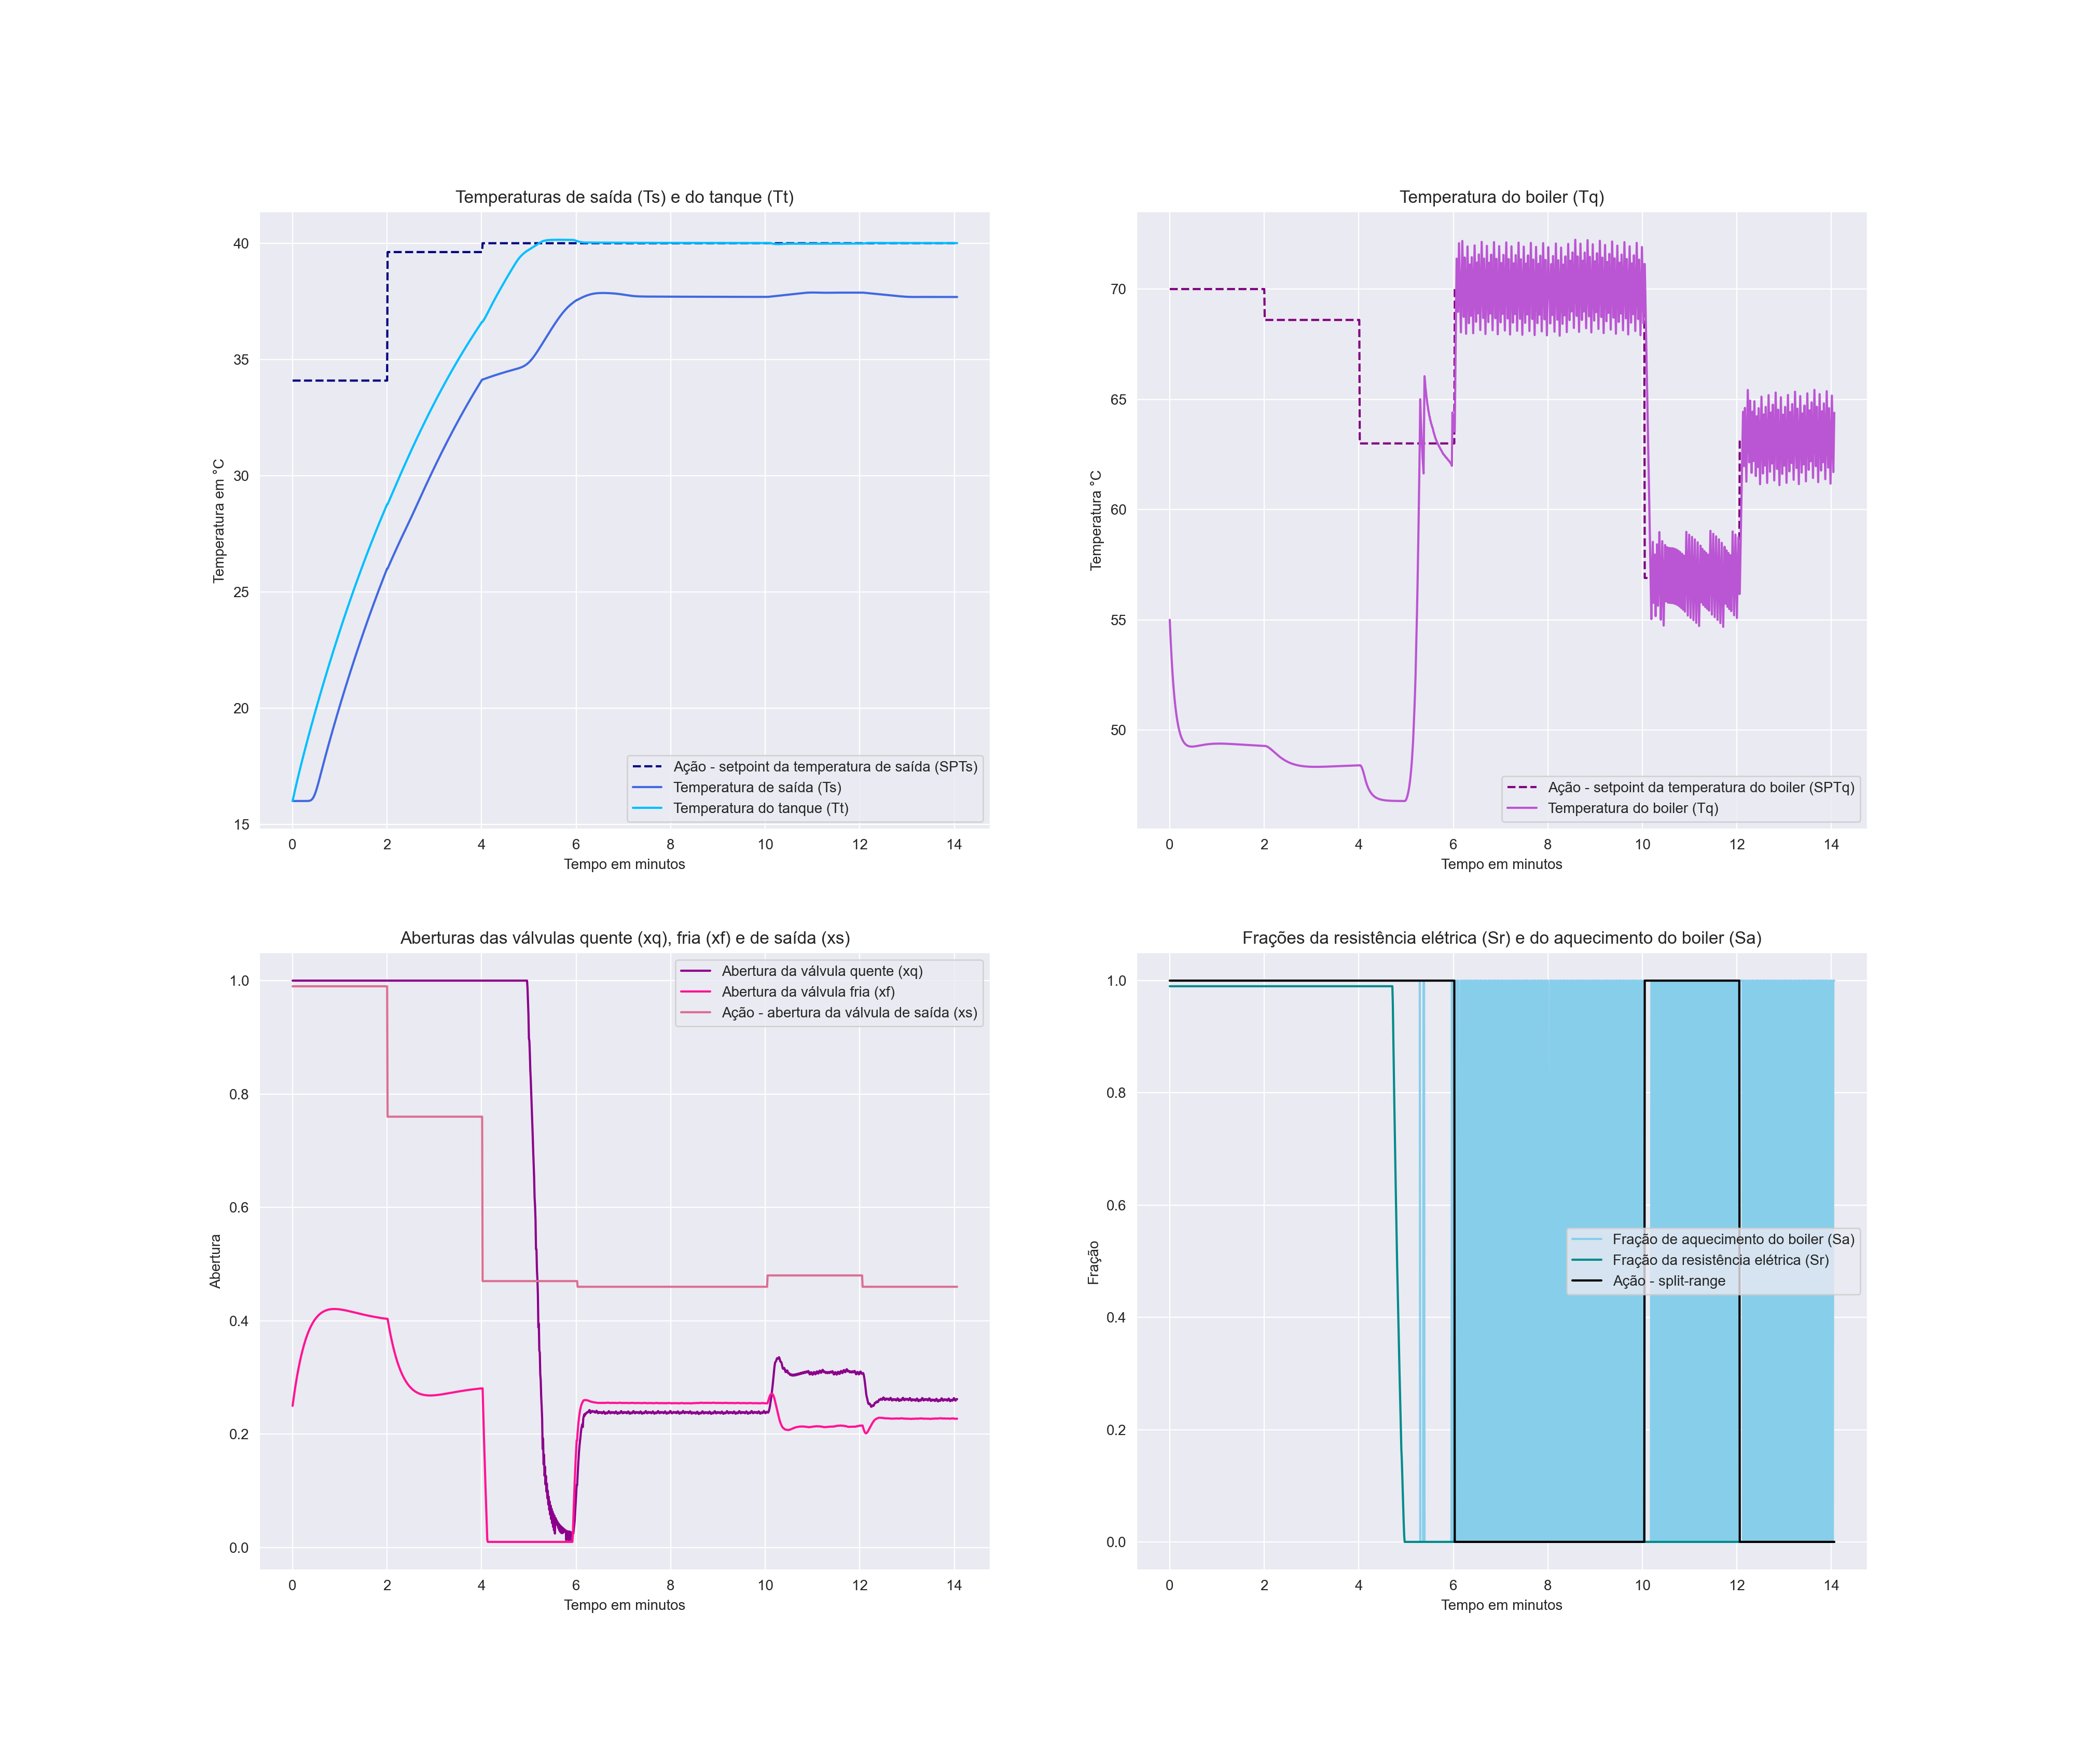 Temperaturas de saída (Ts) e do tanque (Tt)
Temperatura em °C
40
35
30
25
20
15
Ação - setpoint da temperatura de saída (SPTs)
Temperatura de saída (Ts)
Temperatura do tanque (Tt)
0 2 4 6 8 10 12 14
Tempo em minutos
Temperatura do boiler (Tq)
Temperatura °C
70
65
60
55
50
Ação - setpoint da temperatura do boiler (SPTq)
Temperatura do boiler (Tq)
0 2 4 6 8 10 12 14
Tempo em minutos
Aberturas das válvulas quente (xq), fria (xf) e de saída (xs)
Abertura
1.0
0.8
0.6
0.4
0.2
0.0
Abertura da válvula quente (xq)
Abertura da válvula fria (xf)
Ação - abertura da válvula de saída (xs)
0 2 4 6 8 10 12 14
Tempo em minutos
Frações da resistência elétrica (Sr) e do aquecimento do boiler (Sa)
Fração
1.0
0.8
0.6
0.4
0.2
0.0
Fração de aquecimento do boiler (Sa)
Fração da resistência elétrica (Sr)
Ação - split-range
0 2 4 6 8 10 12 14
Tempo em minutos